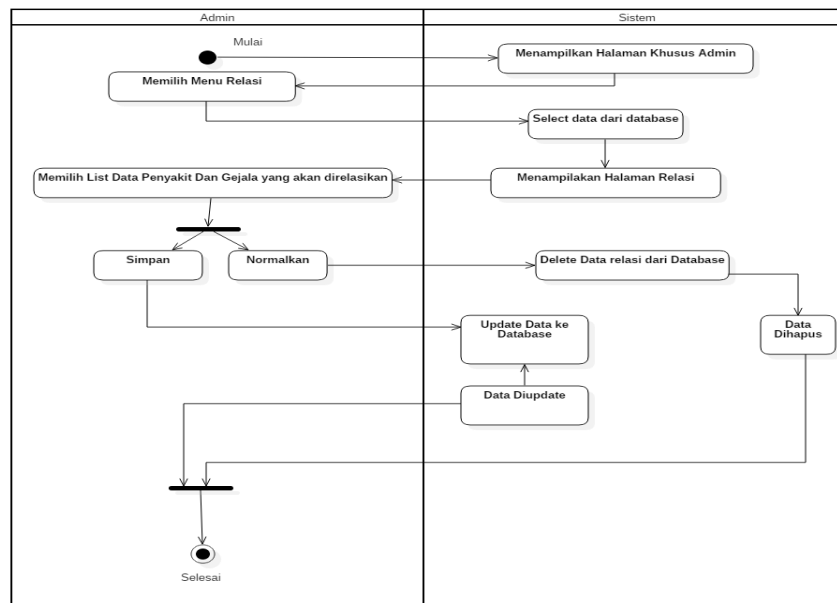 Admin
Sistem
Mulai
Menampilkan Halaman Khusus Admin
Memilih Menu Relasi
Select data dari database
Memilih List Data Penyakit Dan Gejala yang akan direlasikan
Menampilakan Halaman Relasi
Simpan
Normalkan
Delete Data relasi dari Database
Update Data ke
Database
Data
Dihapus
Data Diupdate
Selesai